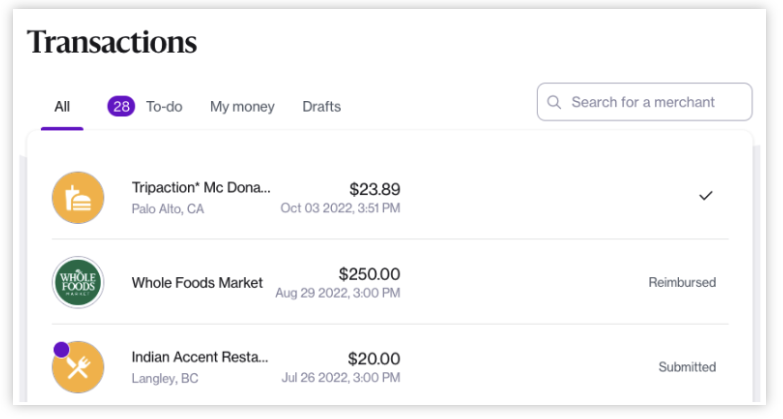 Transactions
All 28 To-do My money Drafts Search for a merchant
Tripaction* Mc Dona... $23.89
Palo Alto, CA Oct 03 2022, 3:51 PM
WHOLE
FOODS
MARKET
Whole Foods Market $250.00 Reimbursed
Aug 29 2022, 3:00 PM
Indian Accent Resta... $20.00 Submitted
Langley, BC Jul 26 2022, 3:00 PM